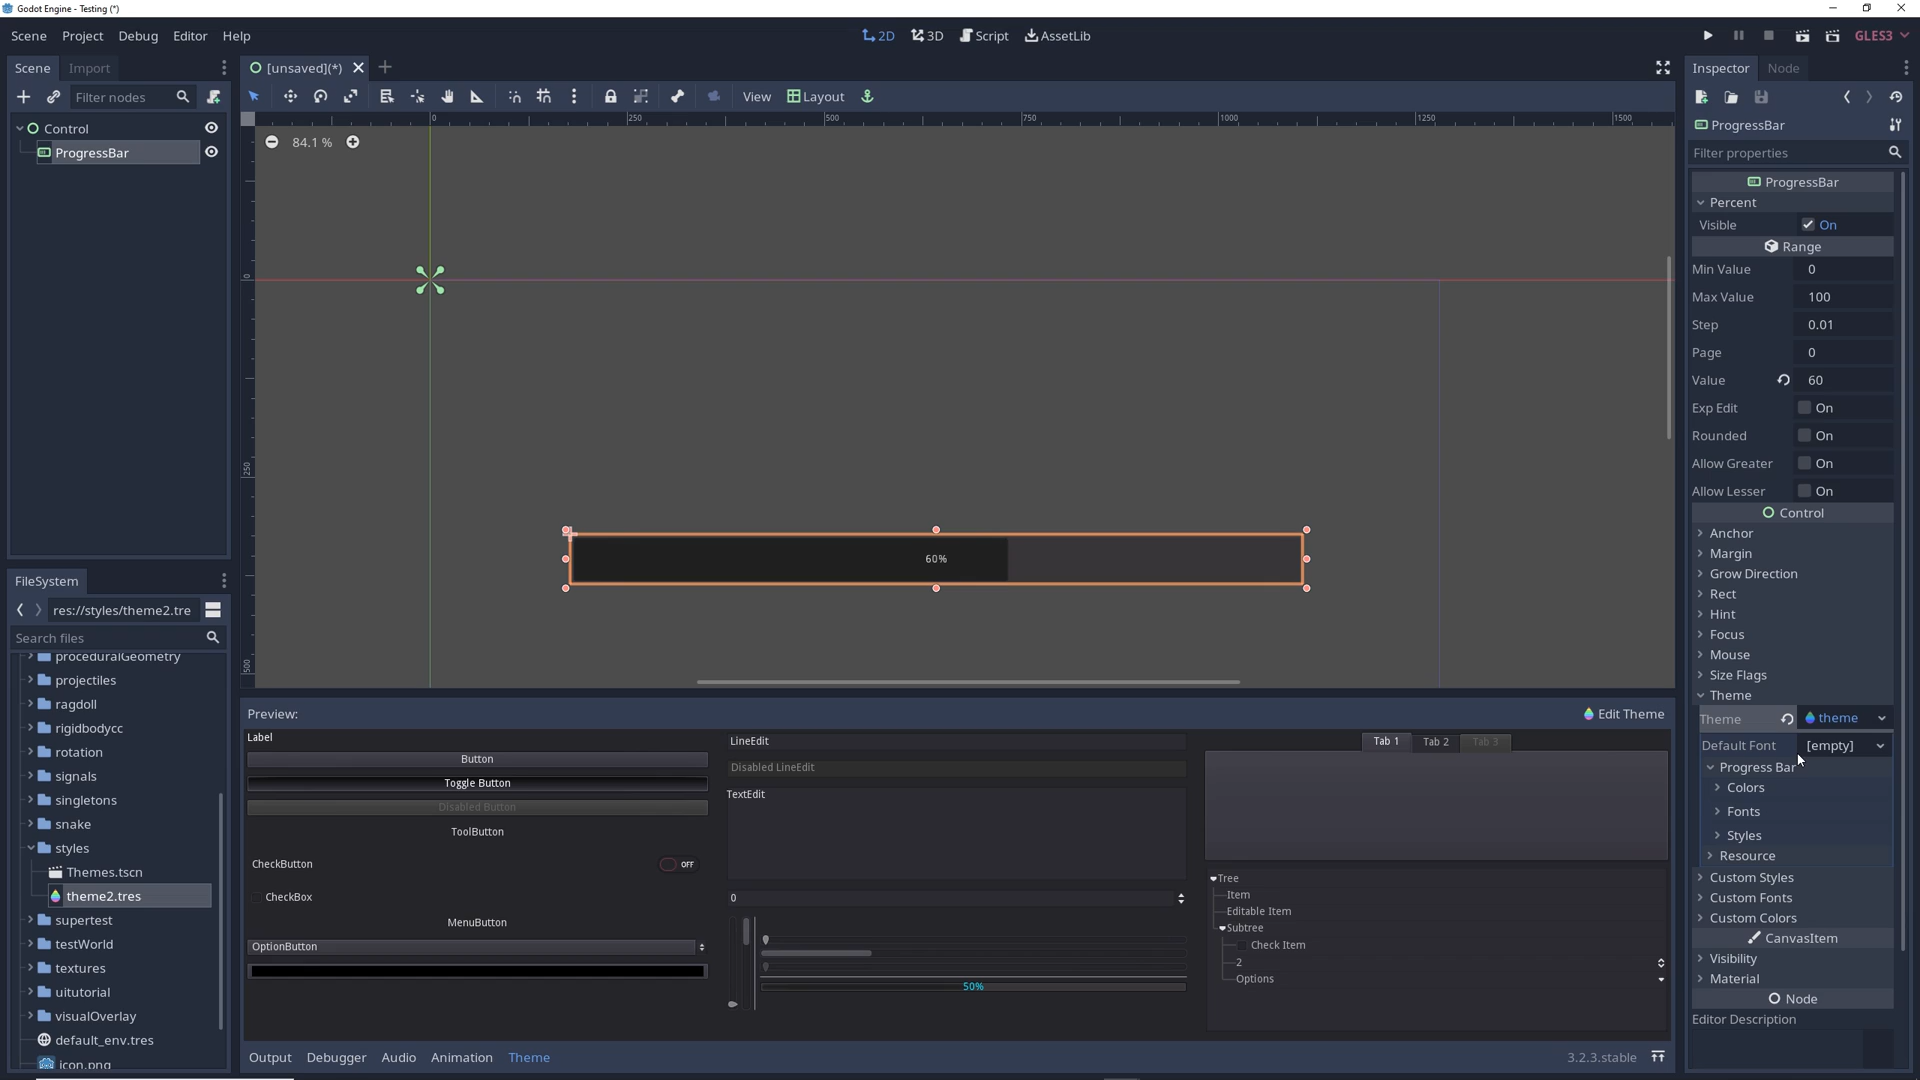 Godot Engine - Testing (*)
Scene Project Debug Editor Help
2D 3D Script AssetLib
GLES3
Scene Import
Filter nodes
Control
ProgressBar
FileSystem
res://styles/theme2.tre
Search files
proceduralGeometry
projectiles
ragdoll
rigidbodycc
rotation
signals
singletons
snake
styles
Themes.tscn
theme2.tres
supertest
testWorld
textures
uitutorial
visualOverlay
default_env.tres
icon.png
[unsaved](*)
View Layout
0 250 500 750 1000 1250 1500
84.1 %
0
250
500
60%
Preview:
Edit Theme
Label
Button
Toggle Button
Disabled Button
ToolButton
CheckButton
OFF
CheckBox
MenuButton
OptionButton
LineEdit
Disabled LineEdit
TextEdit
0
50%
Tab 1 Tab 2 Tab 3
Tree
Item
Editable Item
Subtree
Check Item
2
Options
Output Debugger Audio Animation Theme
3.2.3.stable
Inspector Node
ProgressBar
Filter properties
ProgressBar
Percent
Visible On
Range
Min Value 0
Max Value 100
Step 0.01
Page 0
Value 60
Exp Edit On
Rounded On
Allow Greater On
Allow Lesser On
Control
Anchor
Margin
Grow Direction
Rect
Hint
Focus
Mouse
Size Flags
Theme
Theme theme
Default Font [empty]
Progress Bar
Colors
Fonts
Styles
Resource
Custom Styles
Custom Fonts
Custom Colors
CanvasItem
Visibility
Material
Node
Editor Description